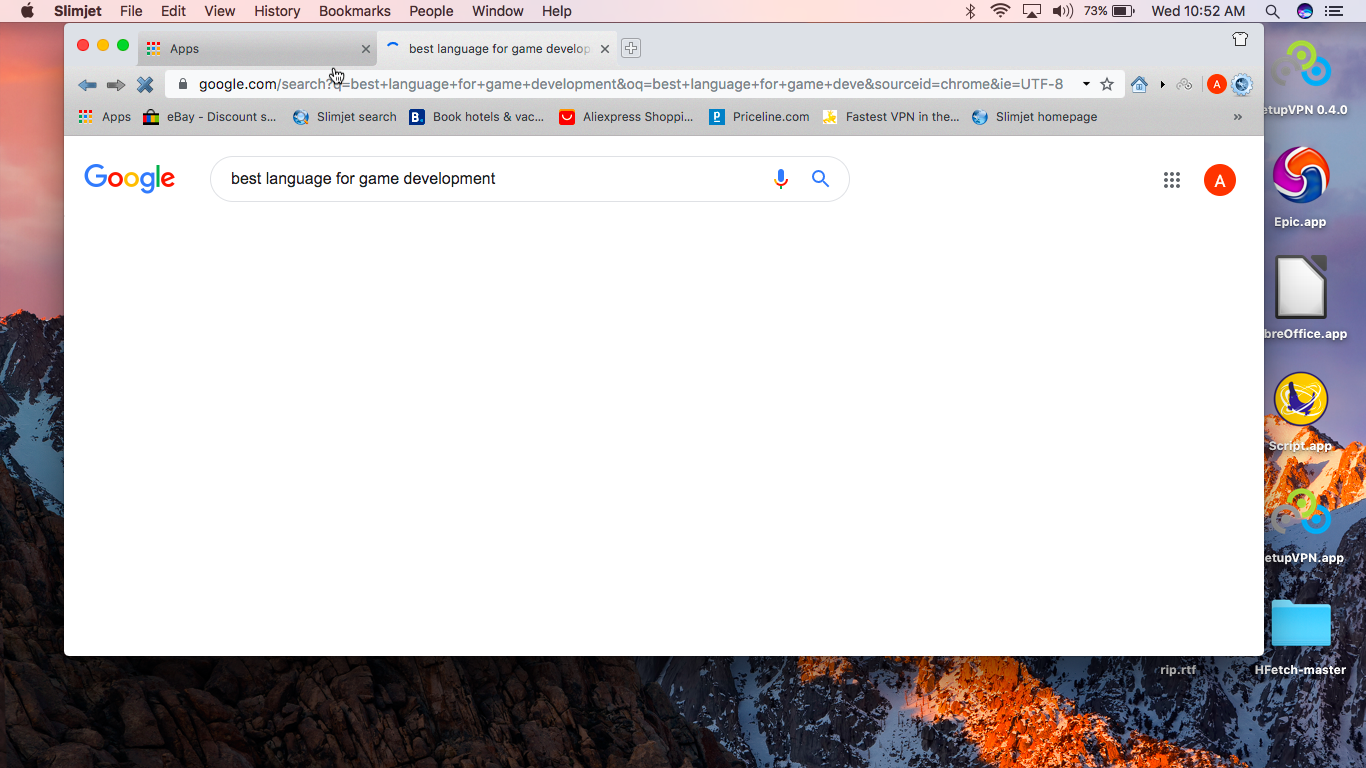 Slimjet File Edit View History Bookmarks People Window Help 73% Wed 10:52 AM
Apps best language for game develop
google.com/search?q=best+language+for+game+development&oq=best+language+for+game+deve&sourceid=chrome&ie=UTF-8 A
Apps eBay - Discount s... Slimjet search B. Book hotels & vac... Aliexpress Shoppi... Priceline.com Fastest VPN in the... Slimjet homepage »
Google best language for game development A
etupVPN 0.4.0
Epic.app
breOffice.app
Script.app
etupVPN.app
rip.rtf HFetch-master